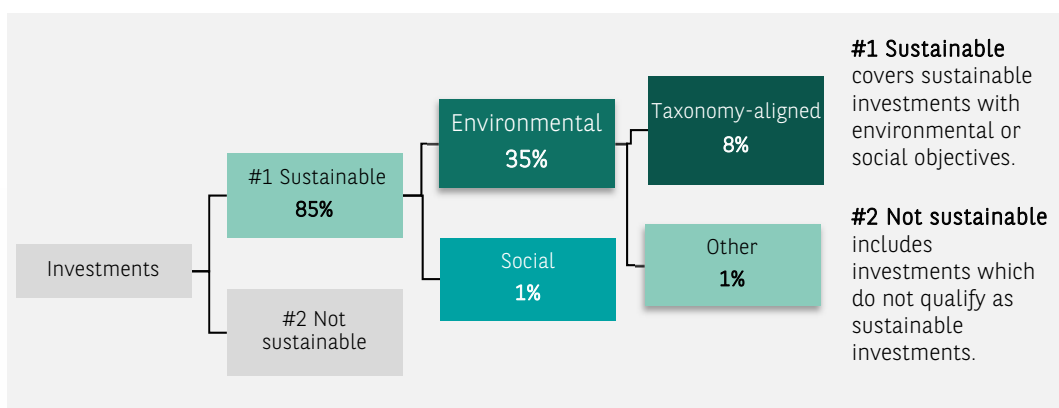 Investments
#1 Sustainable
85%
#2 Not
sustainable
Environmental
35%
Social
1%
Taxonomy-aligned
8%
Other
1%
#1 Sustainable
covers sustainable
investments with
environmental or
social objectives.
#2 Not sustainable
includes
investments which
do not qualify as
sustainable
investments.